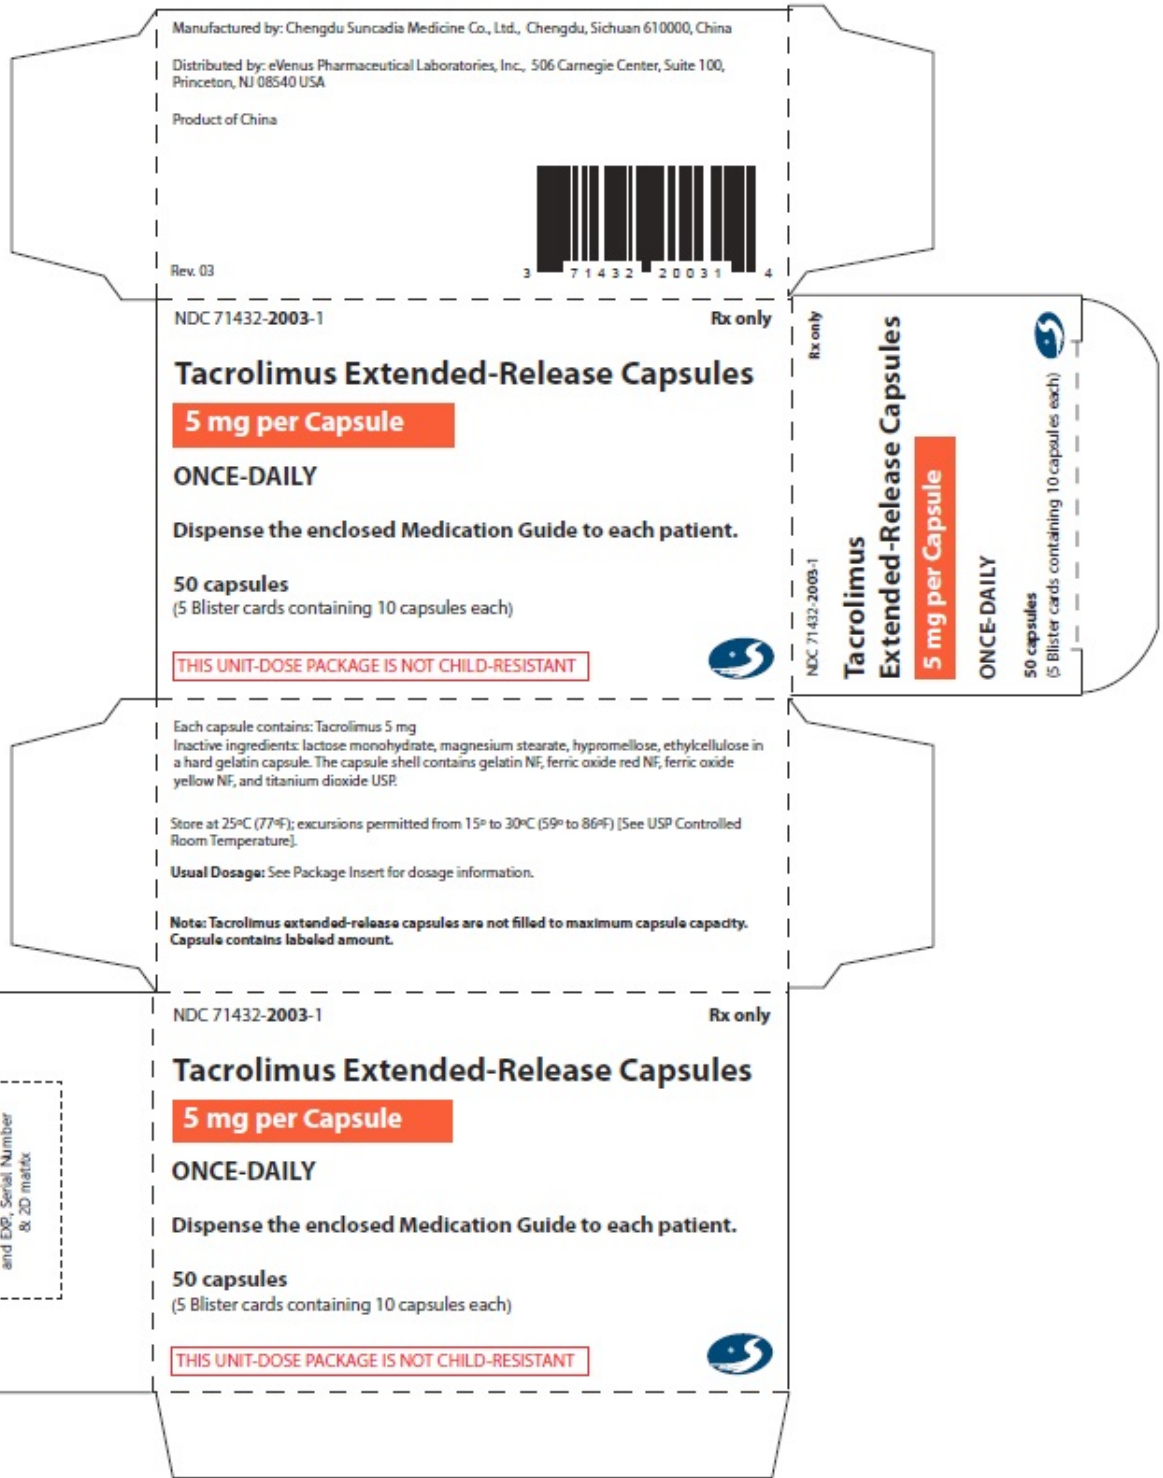 Manufactured by: Chengdu Suncadia Medicine Co., Ltd., Chengdu, Sichuan 610000, China
Distributed by: eVenus Pharmaceutical Laboratories, Inc., 506 Carnegie Center, Suite 100,
Princeton, NJ 08540 USA
Product of China
Rev. 03
3 71432 20031 4
NDC 71432-2003-1
Rx only
Tacrolimus Extended-Release Capsules
5 mg per Capsule
ONCE-DAILY
Dispense the enclosed Medication Guide to each patient.
50 capsules
(5 Blister cards containing 10 capsules each)
THIS UNIT-DOSE PACKAGE IS NOT CHILD-RESISTANT
NDC 71432-2003-1
Rx only
Tacrolimus
Extended-Release Capsules
5 mg per Capsule
ONCE-DAILY
50 capsules
(5 Blister cards containing 10 capsules each)
Each capsule contains: Tacrolimus 5 mg
Inactive ingredients: lactose monohydrate, magnesium stearate, hypromellose, ethylcellulose in
a hard gelatin capsule. The capsule shell contains gelatin NF, ferric oxide red NF, ferric oxide
yellow NF, and titanium dioxide USP.
Store at 25ºC (77ºF); excursions permitted from 15º to 30ºC (59º to 86ºF) [See USP Controlled
Room Temperature].
Usual Dosage: See Package Insert for dosage information.
Note: Tacrolimus extended-release capsules are not filled to maximum capsule capacity.
Capsule contains labeled amount.
NDC 71432-2003-1
Rx only
Tacrolimus Extended-Release Capsules
5 mg per Capsule
ONCE-DAILY
Dispense the enclosed Medication Guide to each patient.
50 capsules
(5 Blister cards containing 10 capsules each)
THIS UNIT-DOSE PACKAGE IS NOT CHILD-RESISTANT
and EXP, Serial Number
& 2D matrix